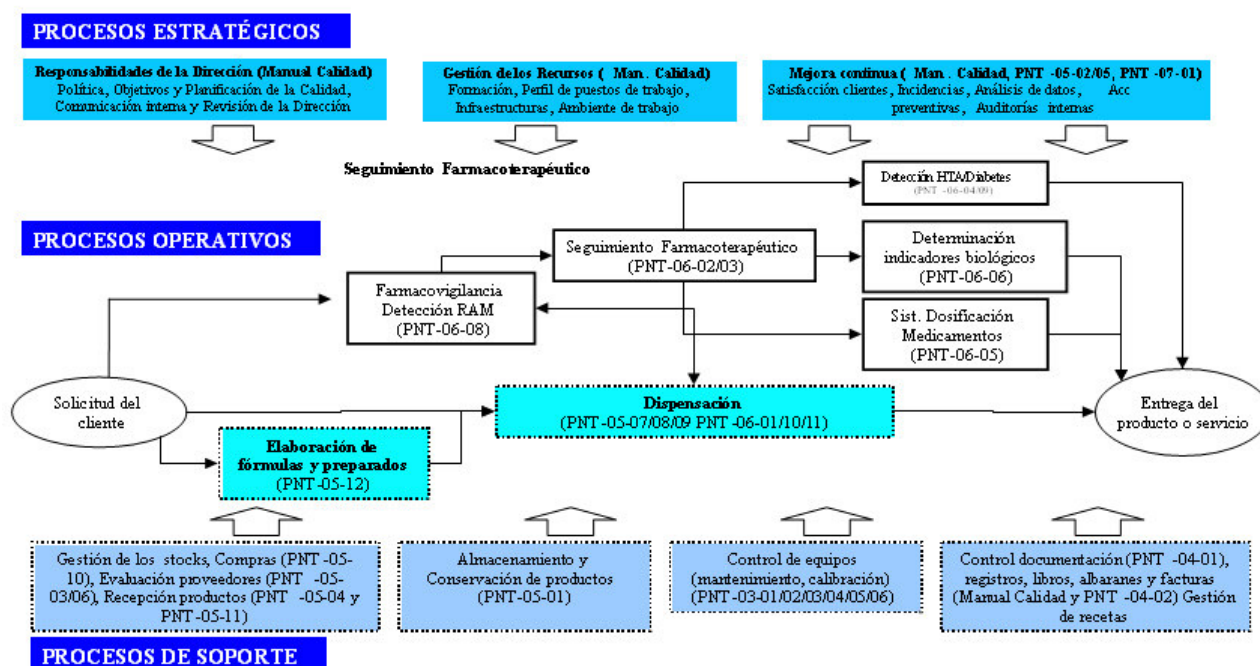 PROCESOS ESTRATÉGICOS
Responsabilidades de la Dirección (Manual Calidad)
Política, Objetivos y Planificación de la Calidad,
Comunicación interna y Revisión de la Dirección
Gestión de los Recursos ( Man. Calidad)
Formación, Perfil de puestos de trabajo,
Infraestructuras, Ambiente de trabajo
Mejora continua ( Man. Calidad, PNT -05-02/05, PNT -07-01)
Satisfacción clientes, Incidencias, Análisis de datos, Acc
preventivas, Auditorías internas
Seguimiento Farmacoterapéutico
Detección HTA/Diabetes
(PNT -06-04/09)
PROCESOS OPERATIVOS
Seguimiento Farmacoterapéutico
(PNT-06-02/03)
Determinación
indicadores biológicos
(PNT-06-06)
Farmacovigilancia
Detección RAM
(PNT-06-08)
Sist. Dosificación
Medicamentos
(PNT-06-05)
Solicitud del
cliente
Dispensación
(PNT-05-07/08/09 PNT -06-01/10/11)
Entrega del
producto o servicio
Elaboración de
fórmulas y preparados
(PNT-05-12)
Gestión de los stocks, Compras (PNT -05-
10), Evaluación proveedores (PNT -05-
03/06), Recepción productos (PNT -05-04 y
PNT-05-11)
Almacenamiento y
Conservación de productos
(PNT-05-01)
Control de equipos
(mantenimiento, calibración)
(PNT-03-01/02/03/04/05/06)
Control documentación (PNT -04-01),
registros, libros, albaranes y facturas
(Manual Calidad y PNT -04-02) Gestión
de recetas
PROCESOS DE SOPORTE